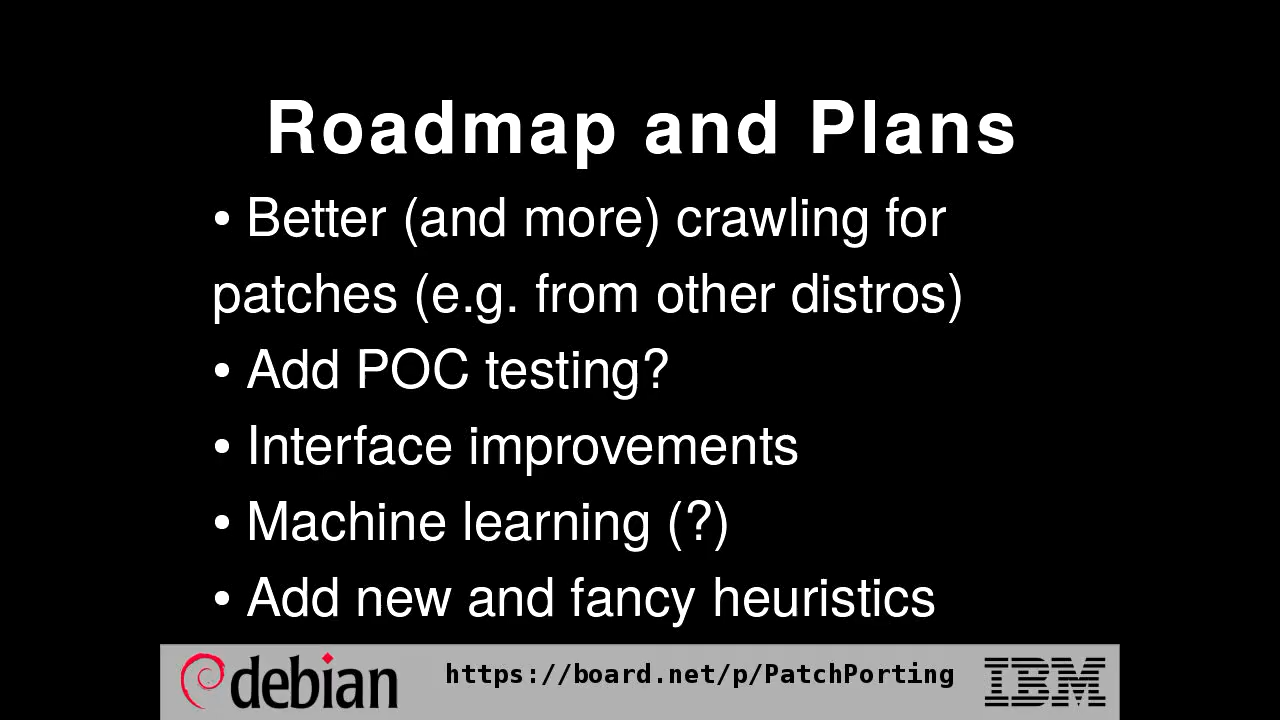 Roadmap and Plans
• Better (and more) crawling for
patches (e.g. from other distros)
• Add POC testing?
• Interface improvements
• Machine learning (?)
• Add new and fancy heuristics
debian https://board.net/p/PatchPorting IBM